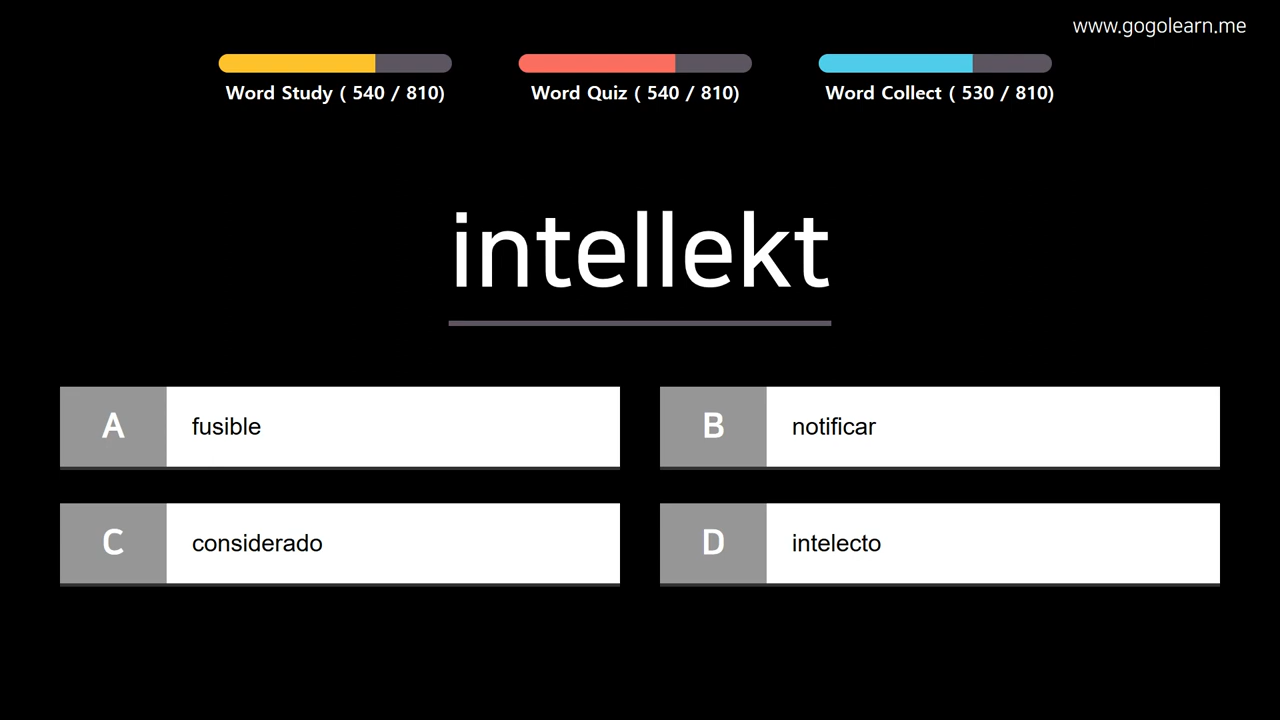 www.gogolearn.me
Word Study ( 540 / 810)
Word Quiz ( 540 / 810)
Word Collect ( 530 / 810)
intellekt
A fusible
B notificar
C considerado
D intelecto